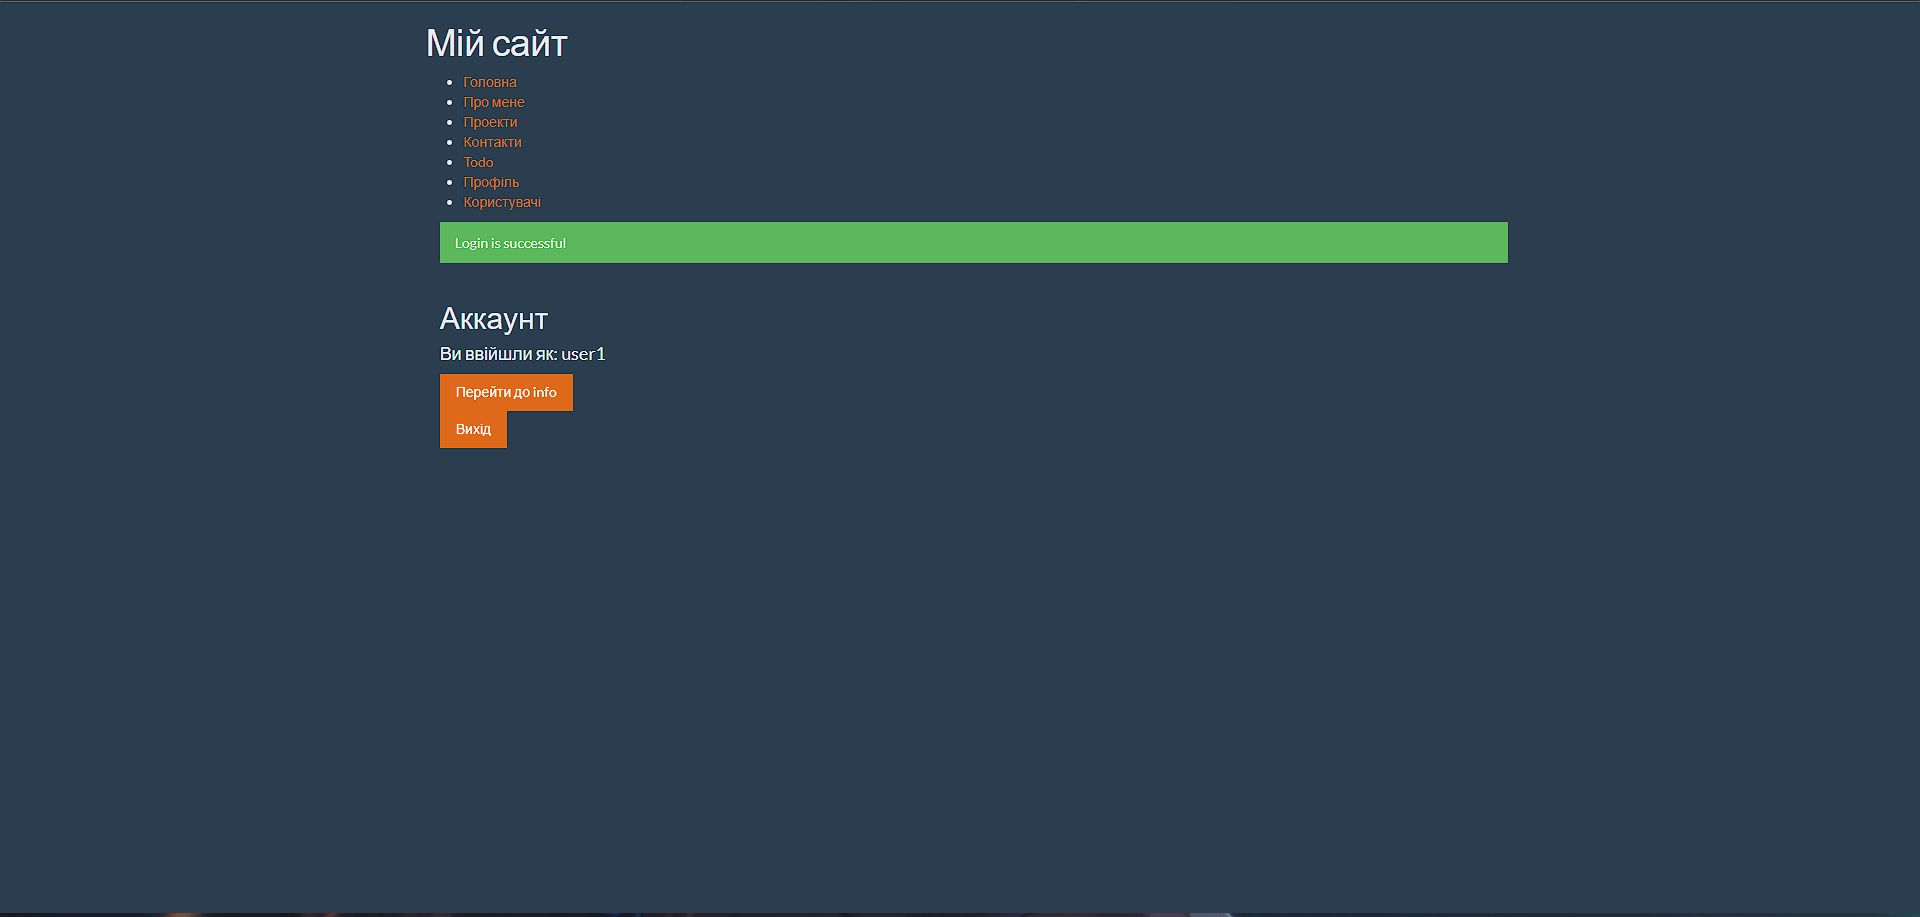 Мій сайт
Головна
Про мене
Проекти
Контакти
Todo
Профіль
Користувачі
Login is successful
Аккаунт
Ви ввійшли як: user1
Перейти до info
Вихід